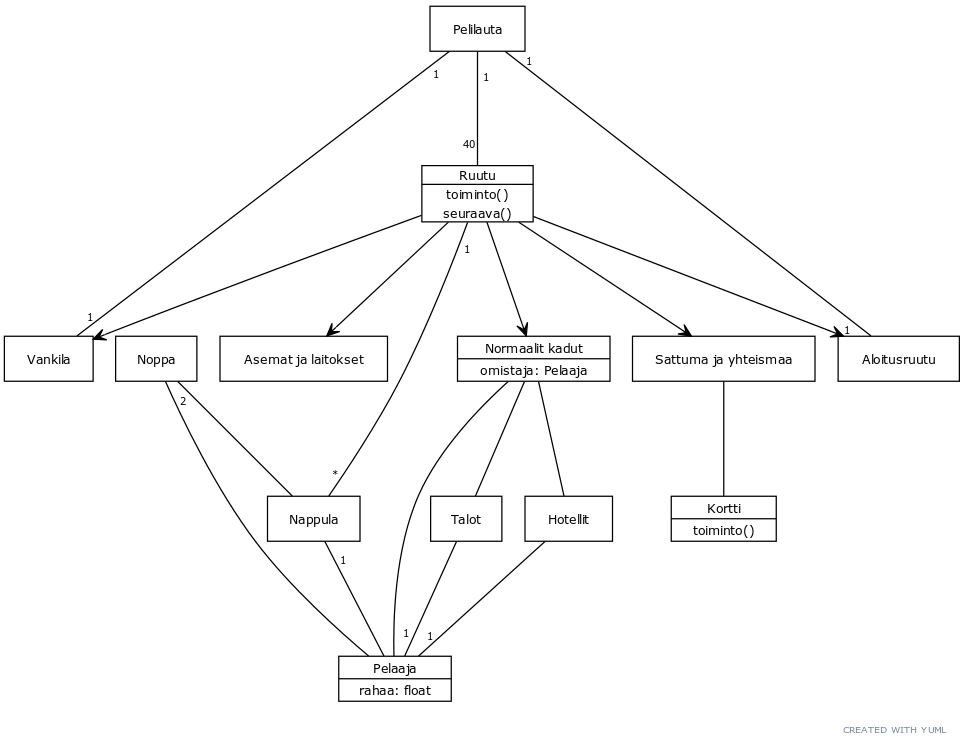 Pelilauta
1
1
1
40
Ruutu
toiminto()
seuraava()
1
1
1
Vankila
Noppa
Asemat ja laitokset
Normaalit kadut
omistaja: Pelaaja
Sattuma ja yhteismaa
Aloitusruutu
2
*
Nappula
Talot
Hotellit
Kortti
toiminto()
1
1
1
Pelaaja
rahaa: float
CREATED WITH YUML